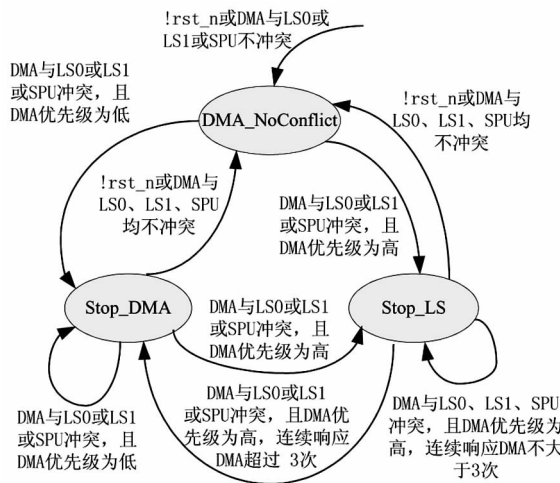 !rst_n或DMA与LS0或
LS1或SPU不冲突
DMA与LS0或LS1
或SPU冲突，且
DMA优先级为低
DMA_NoConflict
!rst_n或DMA与
LS0、LS1、SPU均
不冲突
!rst_n或DMA与
LS0、LS1、SPU
均不冲突
DMA与LS0或LS1
或SPU冲突，且
DMA优先级为高
Stop_DMA
Stop_LS
DMA与LS0或LS1
或SPU冲突，且
DMA优先级为高
DMA与LS0或LS1
或SPU冲突，且
DMA优先级为低
DMA与LS0或LS1
或SPU冲突，且DMA优
先级为高，连续响应
DMA超过 3次
DMA与LS0、LS1、SPU
冲突，且DMA优先级为
高，连续响应DMA不大
于3次